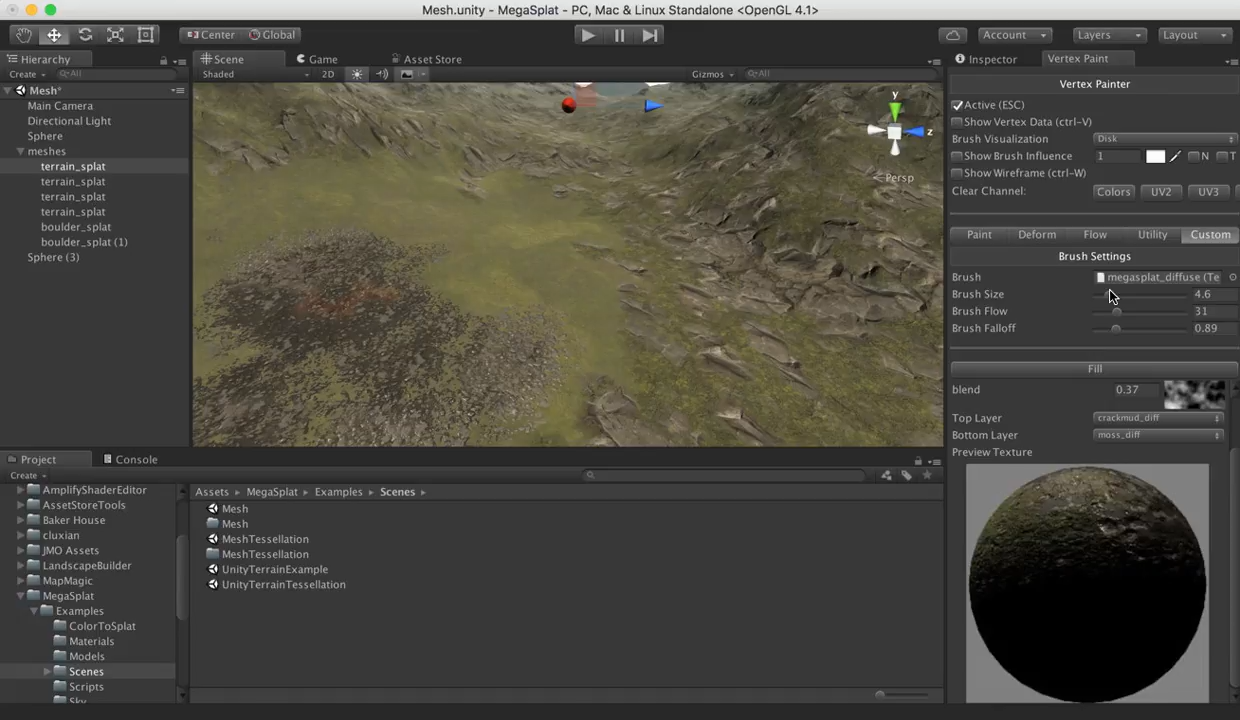 Mesh.unity - MegaSplat - PC, Mac & Linux Standalone <OpenGL 4.1>
Center Global Account Layers Layout
Hierarchy Scene Game Asset Store Inspector Vertex Paint
Create All Shaded 2D Gizmos All
Mesh*
Main Camera
Directional Light
Sphere
meshes
terrain_splat
terrain_splat
terrain_splat
terrain_splat
boulder_splat
boulder_splat (1)
Sphere (3)
y
z
Persp
Vertex Painter
Active (ESC)
Show Vertex Data (ctrl-V)
Brush Visualization Disk
Show Brush Influence 1 N T
Show Wireframe (ctrl-W)
Clear Channel: Colors UV2 UV3
Paint Deform Flow Utility Custom
Brush Settings
Brush megasplat_diffuse (Te
Brush Size 4.6
Brush Flow 31
Brush Falloff 0.89
Fill
blend 0.37
Top Layer crackmud_diff
Bottom Layer moss_diff
Preview Texture
Project Console
Create
AmplifyShaderEditor
AssetStoreTools
Baker House
cluxian
JMO Assets
LandscapeBuilder
MapMagic
MegaSplat
Examples
ColorToSplat
Materials
Models
Scenes
Scripts
Sky
Assets MegaSplat Examples Scenes
Mesh
Mesh
MeshTessellation
MeshTessellation
UnityTerrainExample
UnityTerrainTessellation